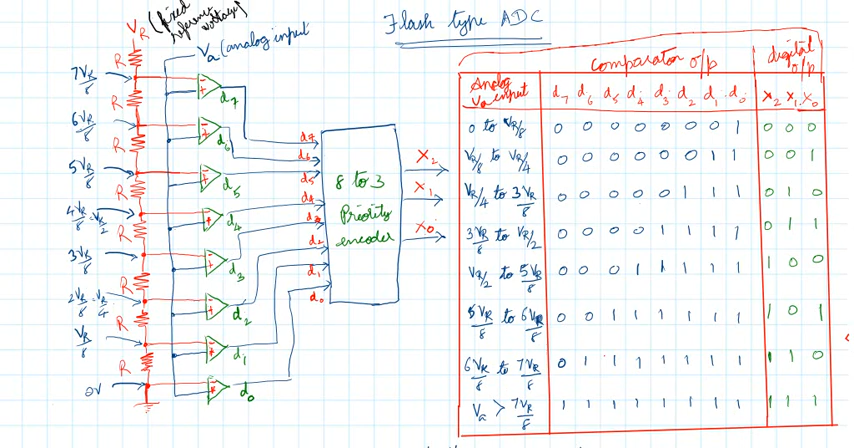 Flash type ADC
VR (fixed reference voltage)
Va (analog input
R
7VR/8
R
6VR/8
R
5VR/8
R
4VR/8 = VR/2
R
3VR/8
R
2VR/8 = VR/4
R
VR/8
R
0V
- + d7
- + d6
- + d5
- + d4
- + d3
- + d2
- + d1
- + d0
d7
d6
d5
d4
d3
d2
d1
d0
8 to 3
Priority
encoder
X2
X1
X0
Analog Va input | Comparator o/p | digital o/p
d7 d6 d5 d4 d3 d2 d1 d0 X2 X1 X0
0 to VR/8 0 0 0 0 0 0 0 1 0 0 0
VR/8 to VR/4 0 0 0 0 0 0 1 1 0 0 1
VR/4 to 3VR/8 0 0 0 0 0 1 1 1 0 1 0
3VR/8 to VR/2 0 0 0 0 1 1 1 1 0 1 1
VR/2 to 5VR/8 0 0 0 1 1 1 1 1 1 0 0
5VR/8 to 6VR/8 0 0 1 1 1 1 1 1 1 0 1
6VR/8 to 7VR/8 0 1 1 1 1 1 1 1 1 1 0
Va > 7VR/8 1 1 1 1 1 1 1 1 1 1 1